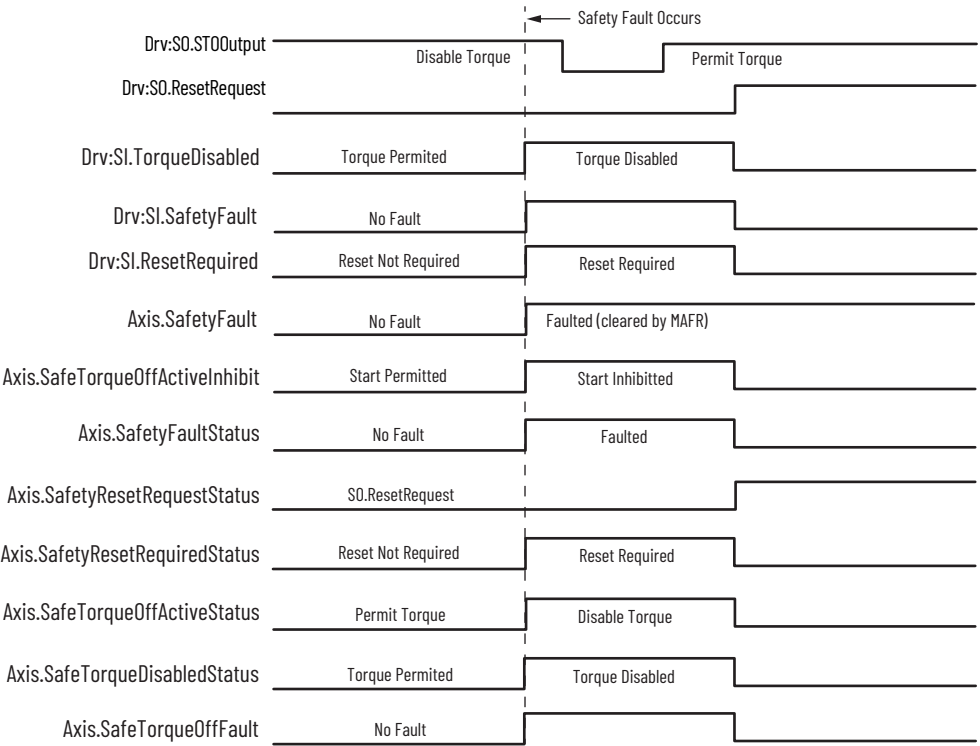 Safety Fault Occurs
Drv:SO.STOOutput
Disable Torque
Permit Torque
Drv:SO.ResetRequest
Drv:SI.TorqueDisabled
Torque Permited
Torque Disabled
Drv:SI.SafetyFault
No Fault
Drv:SI.ResetRequired
Reset Not Required
Reset Required
Axis.SafetyFault
No Fault
Faulted (cleared by MAFR)
Axis.SafeTorqueOffActiveInhibit
Start Permitted
Start Inhibitted
Axis.SafetyFaultStatus
No Fault
Faulted
Axis.SafetyResetRequestStatus
SO.ResetRequest
Axis.SafetyResetRequiredStatus
Reset Not Required
Reset Required
Axis.SafeTorqueOffActiveStatus
Permit Torque
Disable Torque
Axis.SafeTorqueDisabledStatus
Torque Permited
Torque Disabled
Axis.SafeTorqueOffFault
No Fault